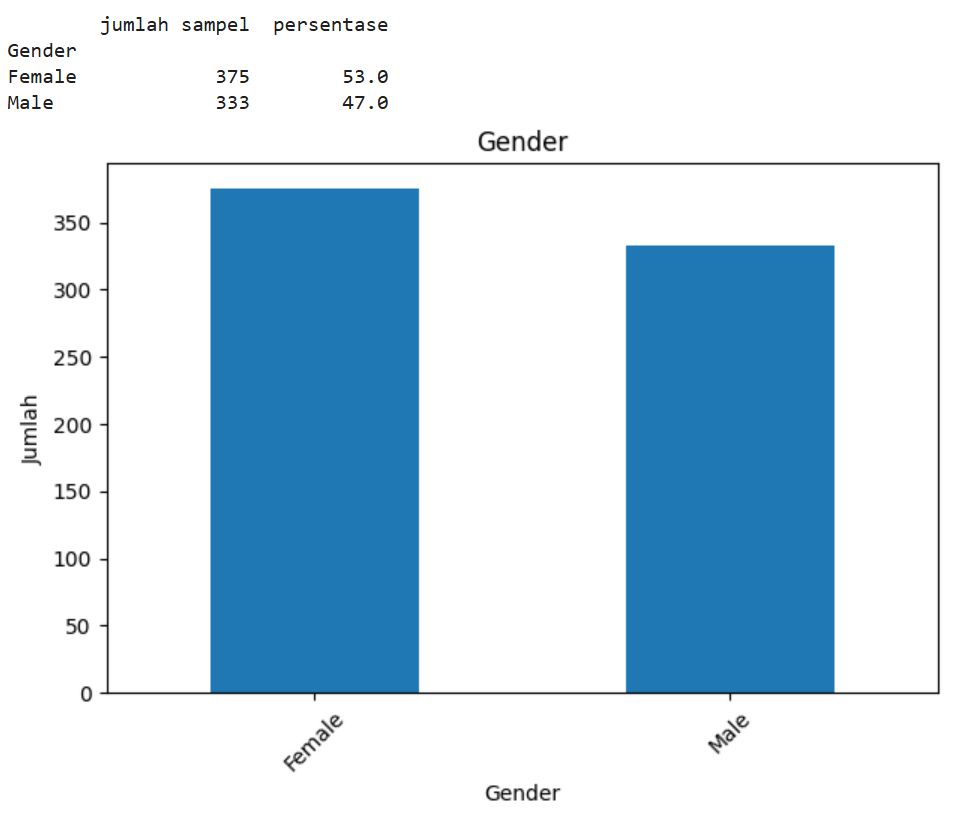 jumlah sampel persentase
Gender
Female 375 53.0
Male 333 47.0
Gender
350
300
250
200
150
100
50
0
Jumlah
Female
Male
Gender